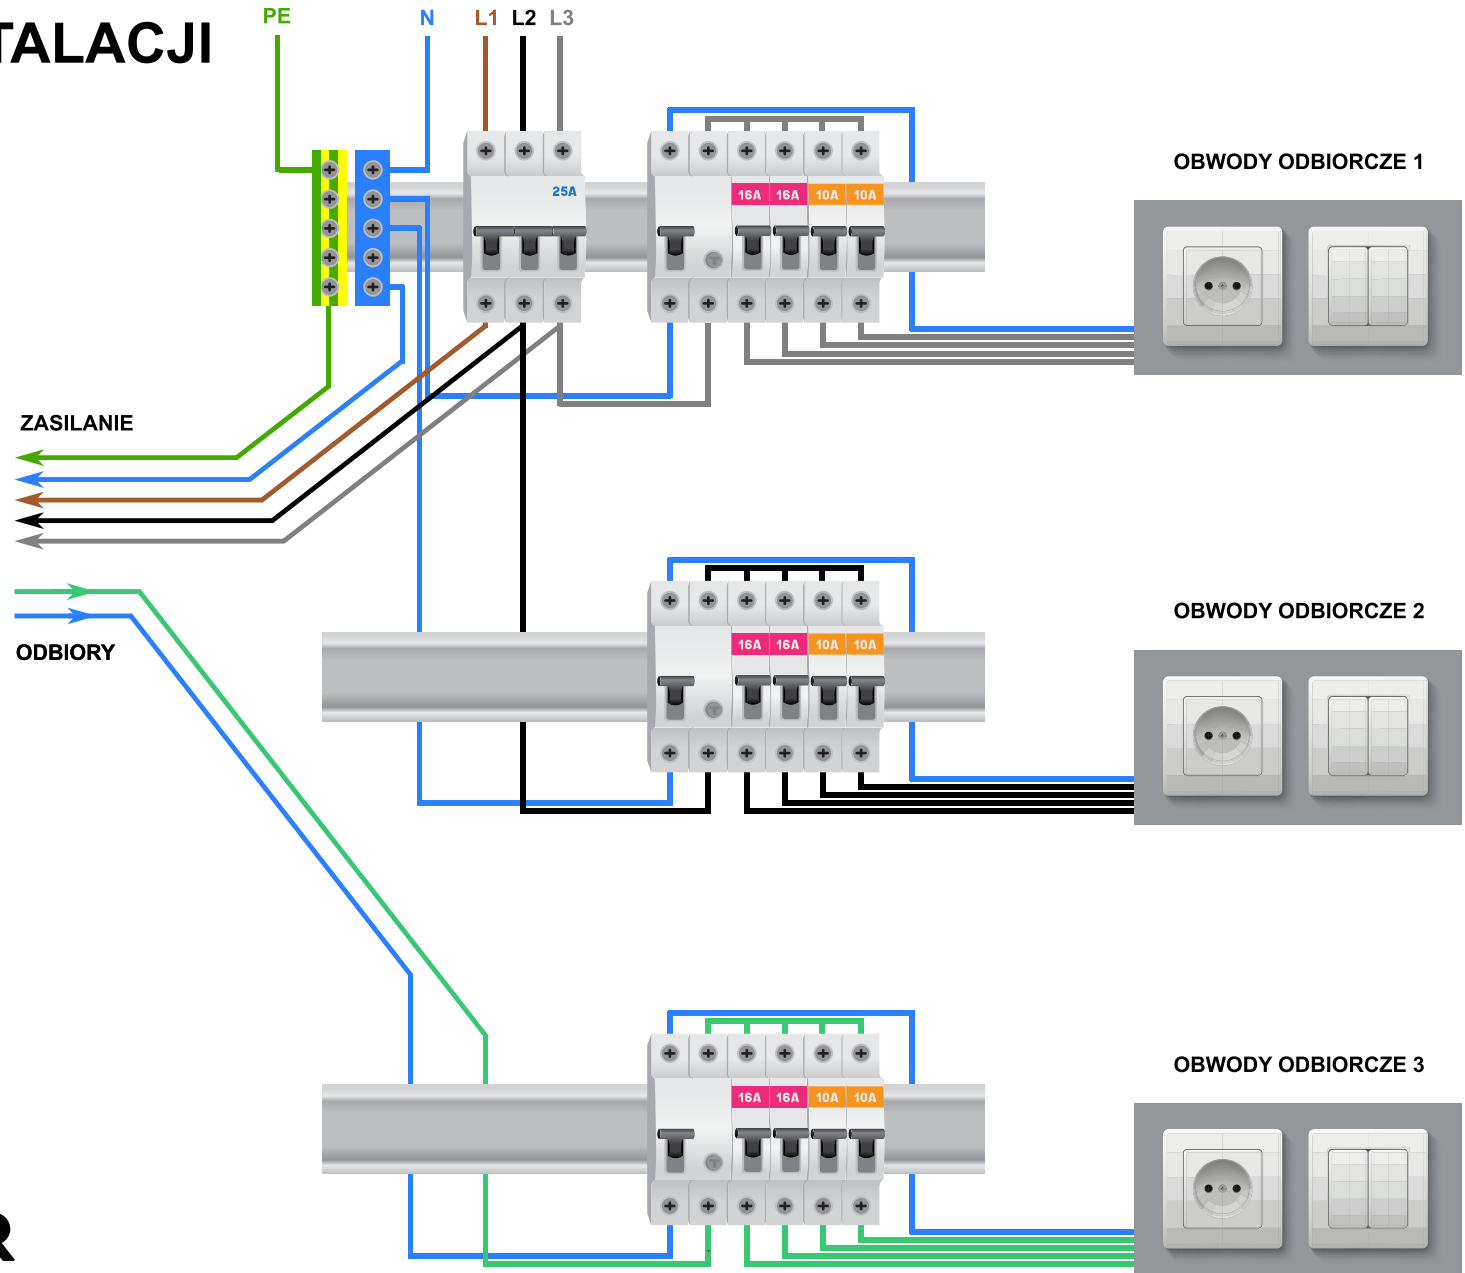 TALACJI
PE
N
L1
L2
L3
25A
16A
16A
10A
10A
OBWODY ODBIORCZE 1
ZASILANIE
ODBIORY
16A
16A
10A
10A
OBWODY ODBIORCZE 2
16A
16A
10A
10A
OBWODY ODBIORCZE 3
R